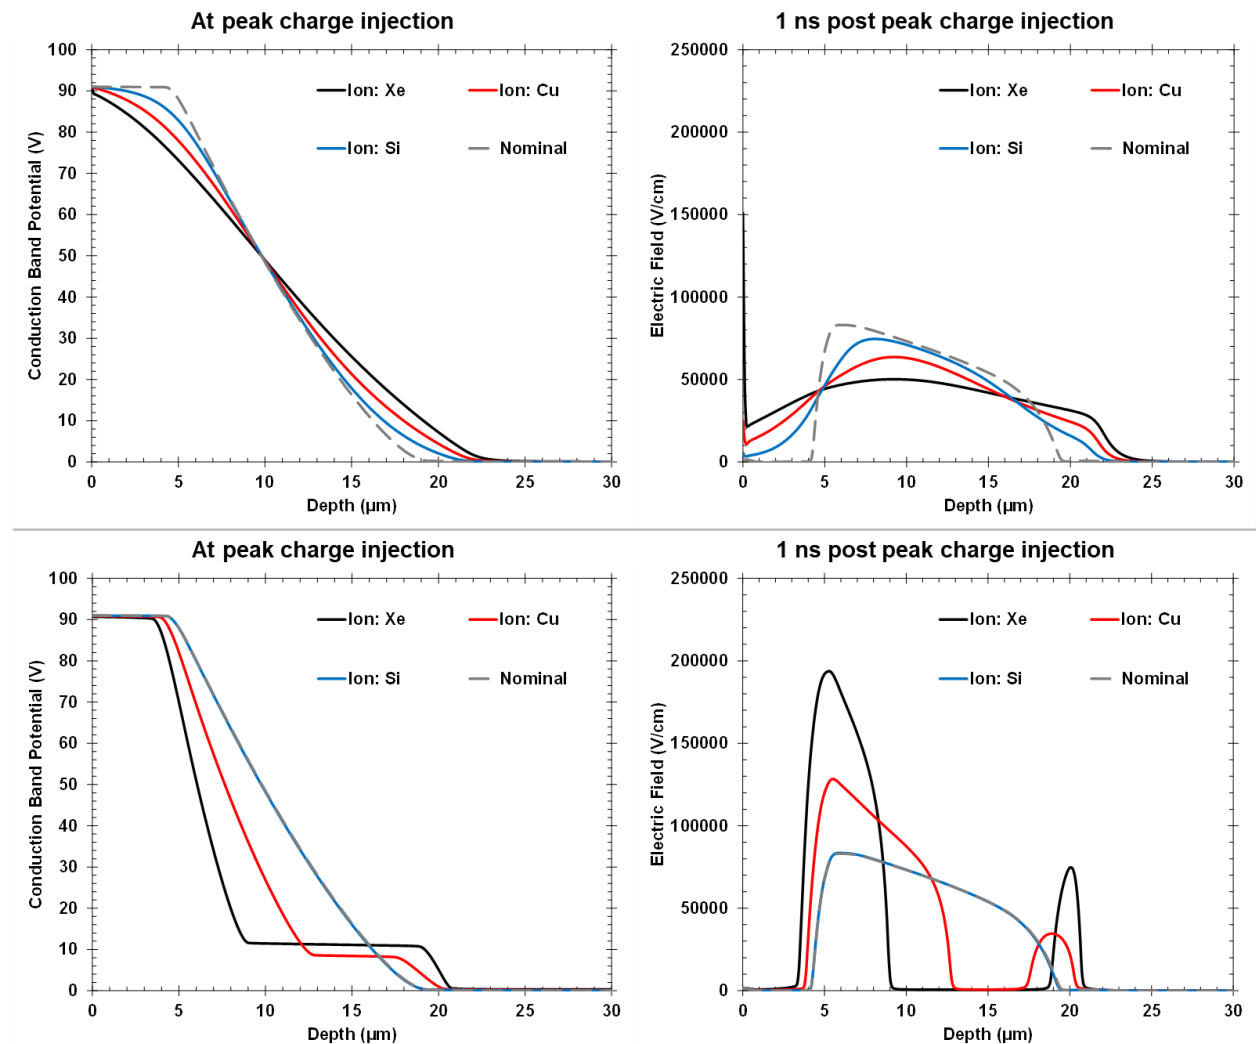 At peak charge injection
100
90
80
70
60
50
40
30
20
10
0
Conduction Band Potential (V)
Ion: Xe
Ion: Cu
Ion: Si
Nominal
0 5 10 15 20 25 30
Depth (µm)
1 ns post peak charge injection
250000
200000
150000
100000
50000
0
Electric Field (V/cm)
Ion: Xe
Ion: Cu
Ion: Si
Nominal
0 5 10 15 20 25 30
Depth (µm)
At peak charge injection
100
90
80
70
60
50
40
30
20
10
0
Conduction Band Potential (V)
Ion: Xe
Ion: Cu
Ion: Si
Nominal
0 5 10 15 20 25 30
Depth (µm)
1 ns post peak charge injection
250000
200000
150000
100000
50000
0
Electric Field (V/cm)
Ion: Xe
Ion: Cu
Ion: Si
Nominal
0 5 10 15 20 25 30
Depth (µm)